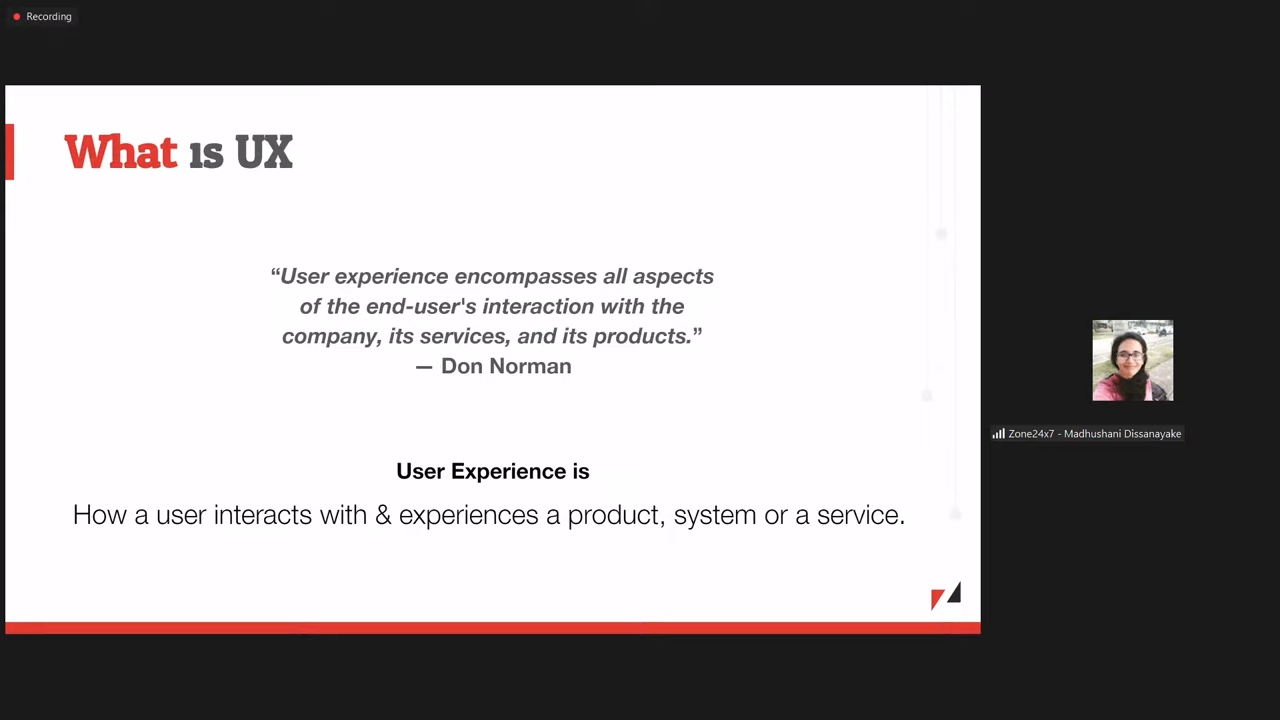 Recording
What is UX
“User experience encompasses all aspects
of the end-user's interaction with the
company, its services, and its products.”
— Don Norman
User Experience is
How a user interacts with & experiences a product, system or a service.
Zone24x7 - Madhushani Dissanayake